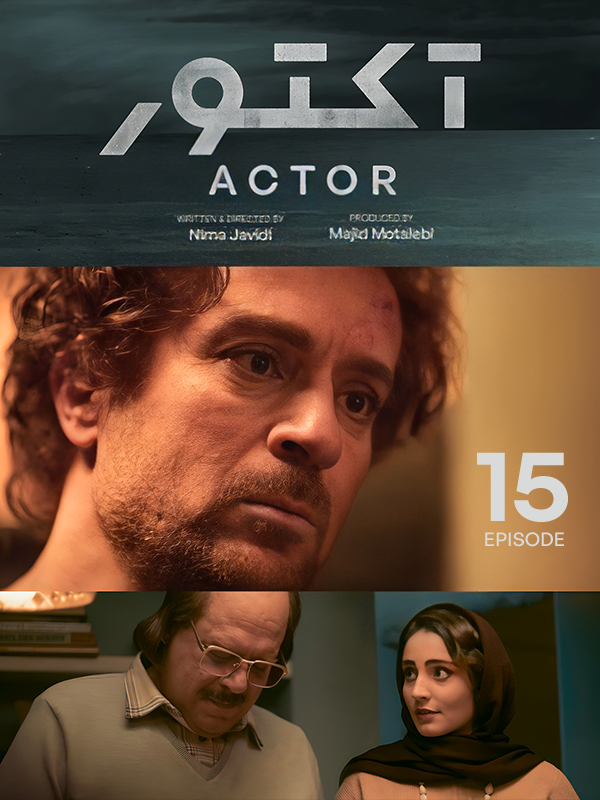 آکتور
ACTOR
WRITTEN & DIRECTED BY
Nima Javidi
PRODUCED BY
Majid Motalebi
15
EPISODE